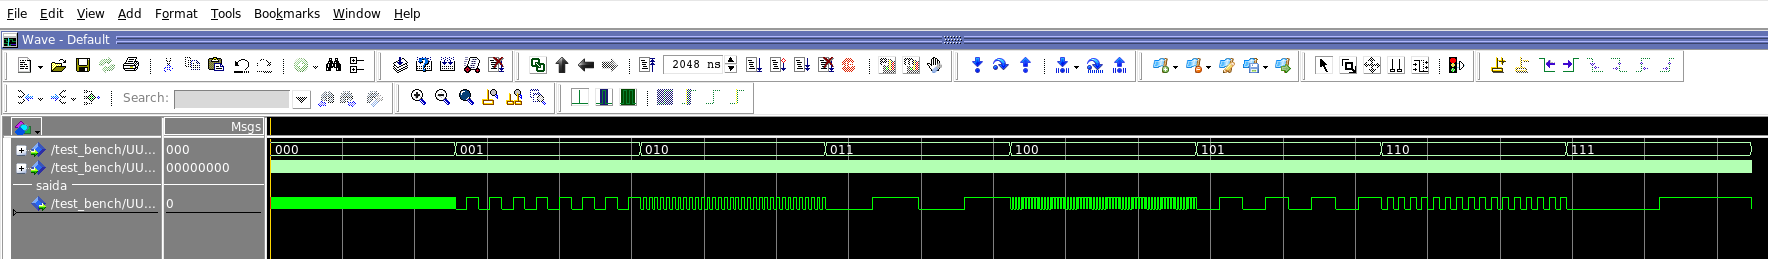 File Edit View Add Format Tools Bookmarks Window Help
Wave - Default
2048 ns
Search:
Msgs
/test_bench/UU... 000 000 001 010 011 100 101 110 111
/test_bench/UU... 00000000
saida
/test_bench/UU... 0